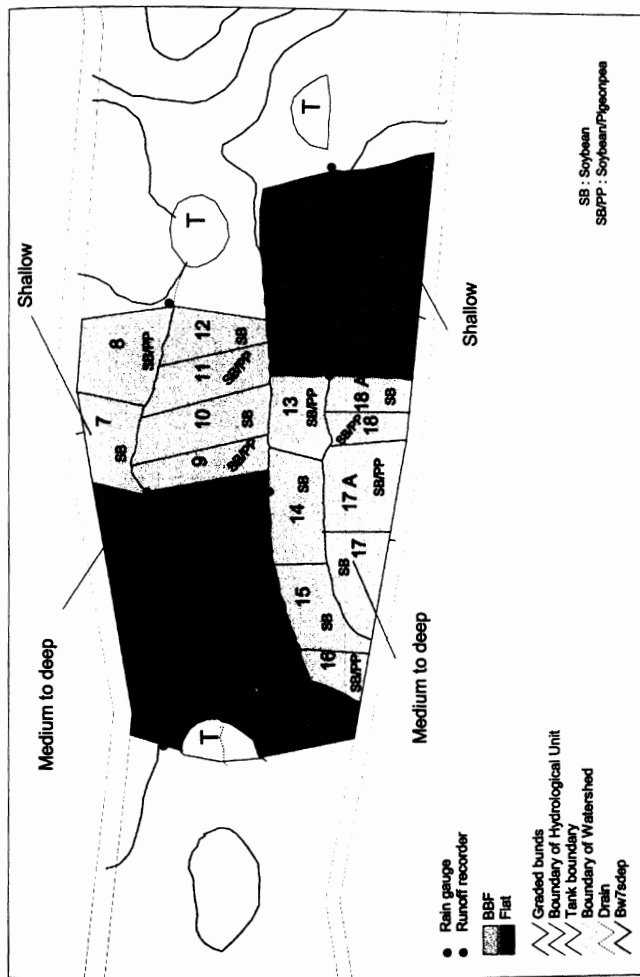 Medium to deep
Shallow
7
SB
8
SB/PP
9
SB/PP
10
SB
11
SB/PP
12
SB
T
T
T
13
SB/PP
14
SB
15
SB
16
SB/PP
17
SB
17 A
SB/PP
18
SB/PP
18 A
SB
Medium to deep
Shallow
Rain gauge
Runoff recorder
BBF
Flat
Graded bunds
Boundary of Hydrological Unit
Tank boundary
Boundary of Watershed
Drain
Bw7sdep
SB : Soybean
SB/PP : Soybean/Pigeonpea